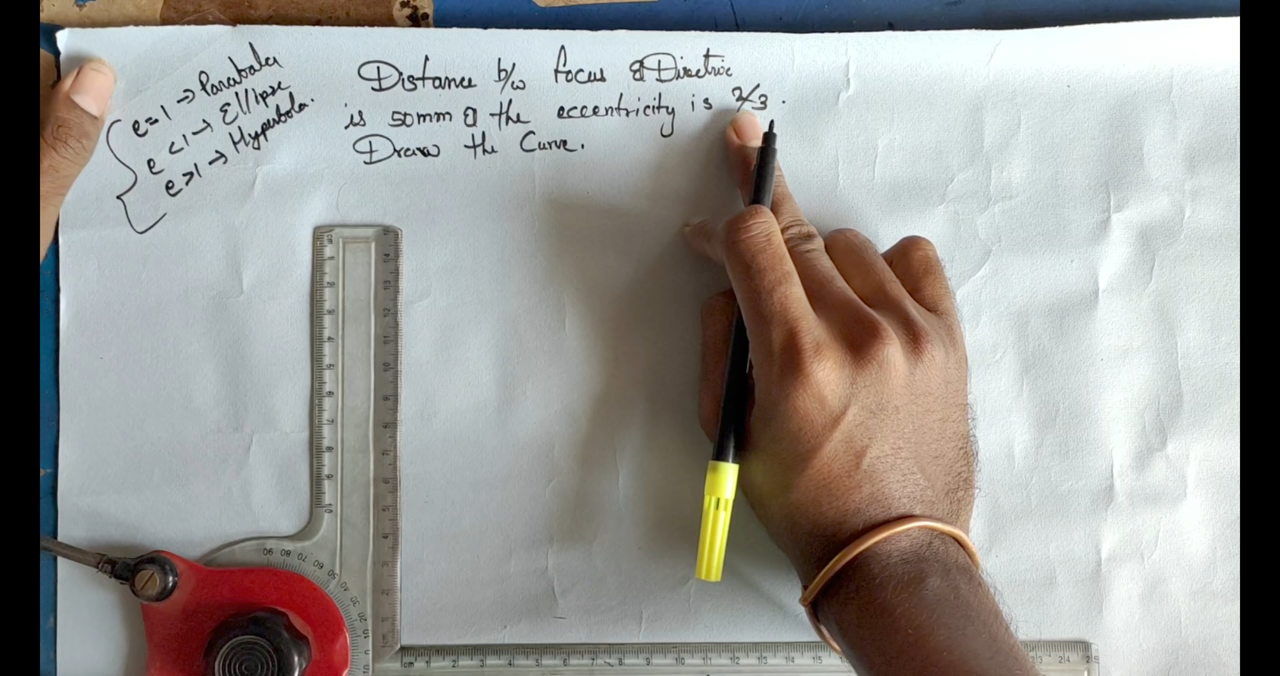 e=1 → Parabola
e<1 → Ellipse
e>1 → Hyperbola.
Distance b/w focus & Directrix
is 50mm & the eccentricity is 2/3.
Draw the Curve.